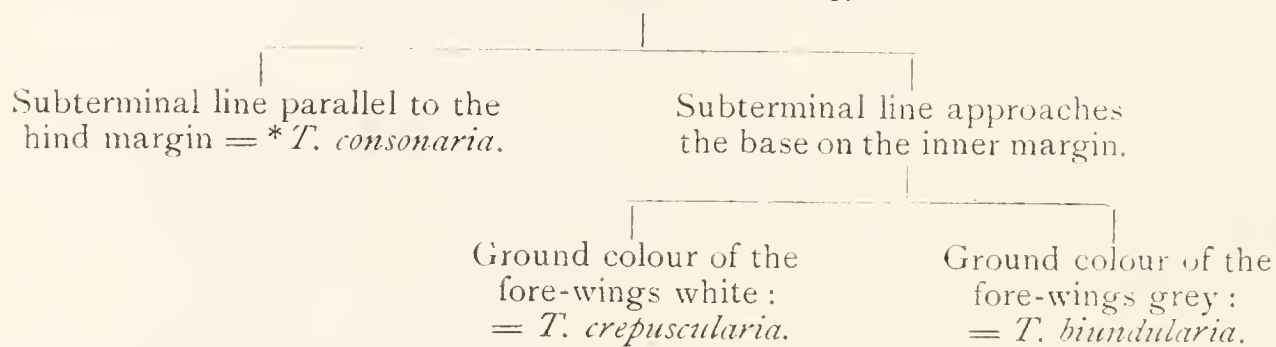 Subterminal line parallel to the
hind margin = * T. consonaria.
Subterminal line approaches
the base on the inner margin.
Ground colour of the
fore-wings white :
= T. crepuscularia.
Ground colour of the
fore-wings grey :
= T. biundularia.